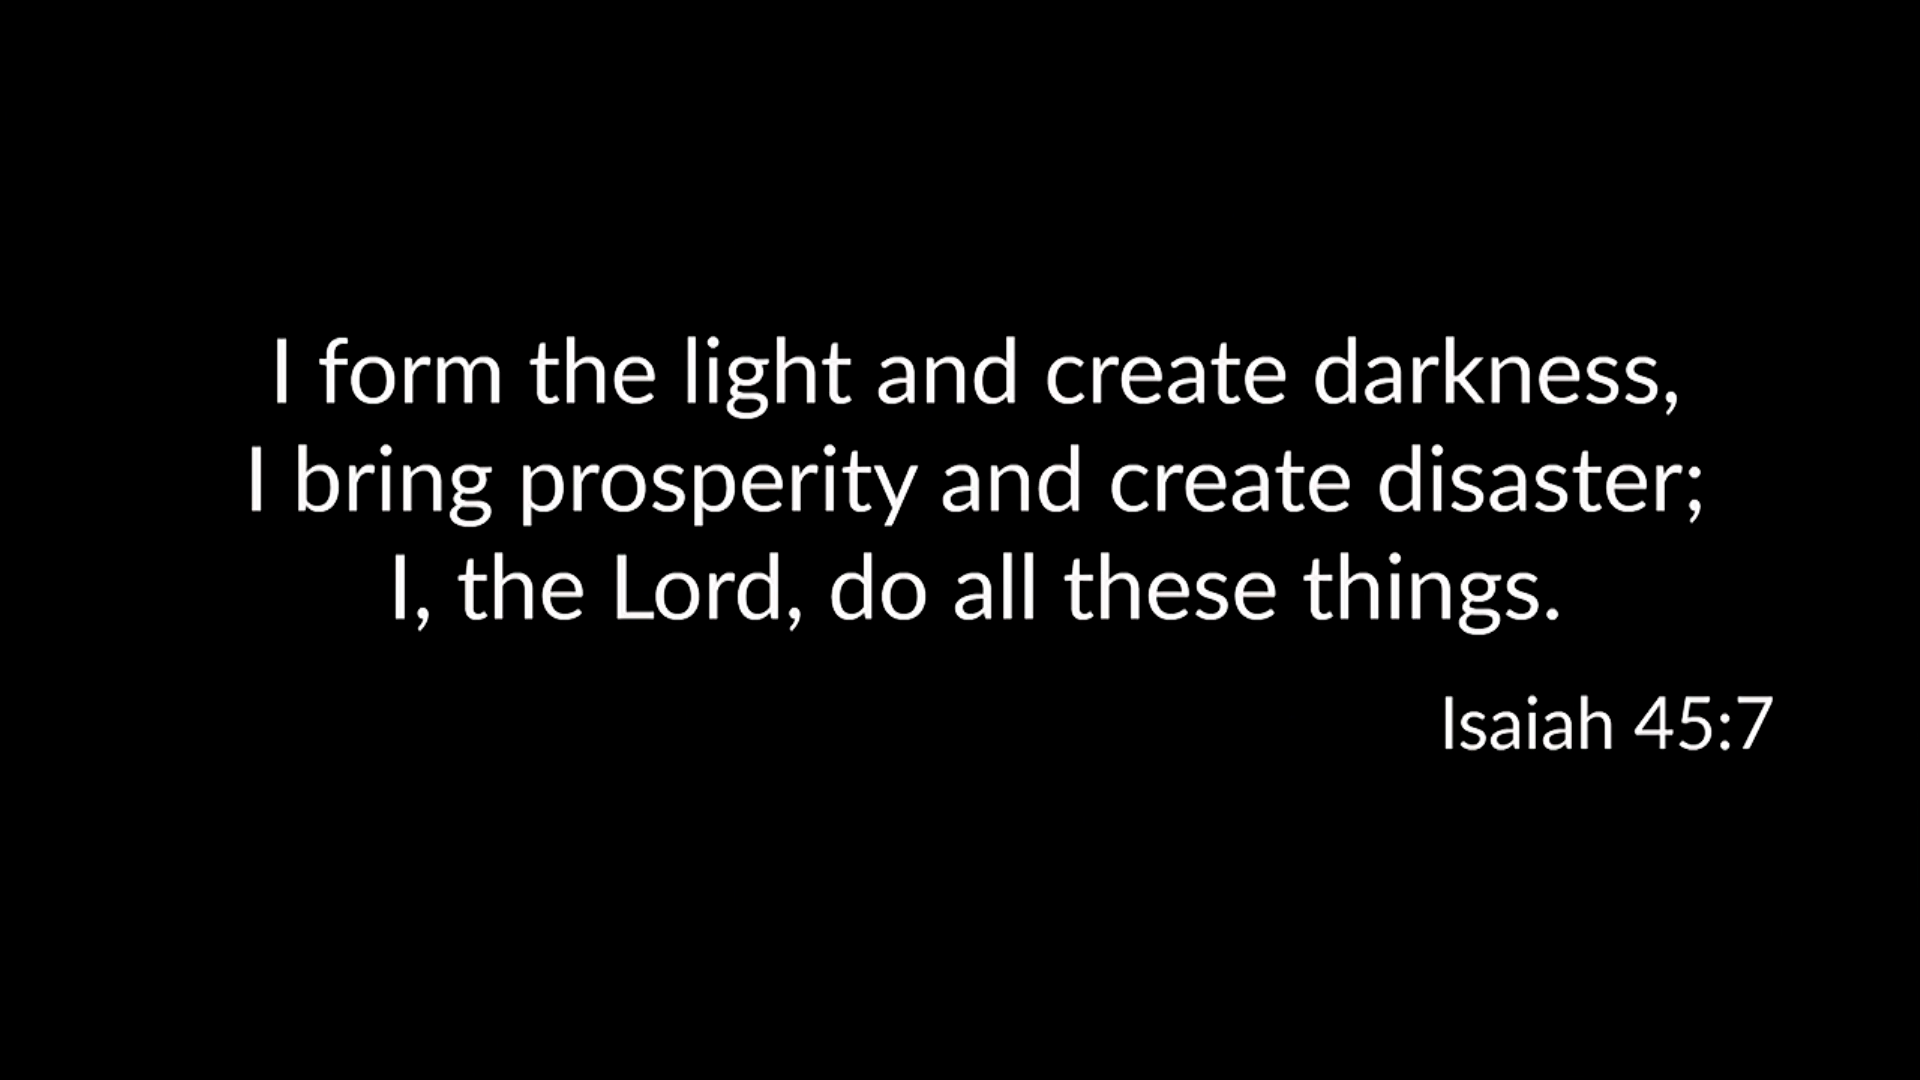 I form the light and create darkness,
I bring prosperity and create disaster;
I, the Lord, do all these things.
Isaiah 45:7